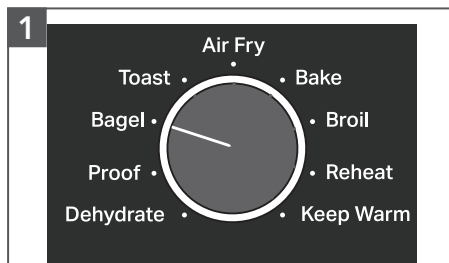 1
Air Fry
Toast
Bake
Bagel
Broil
Proof
Reheat
Dehydrate
Keep Warm